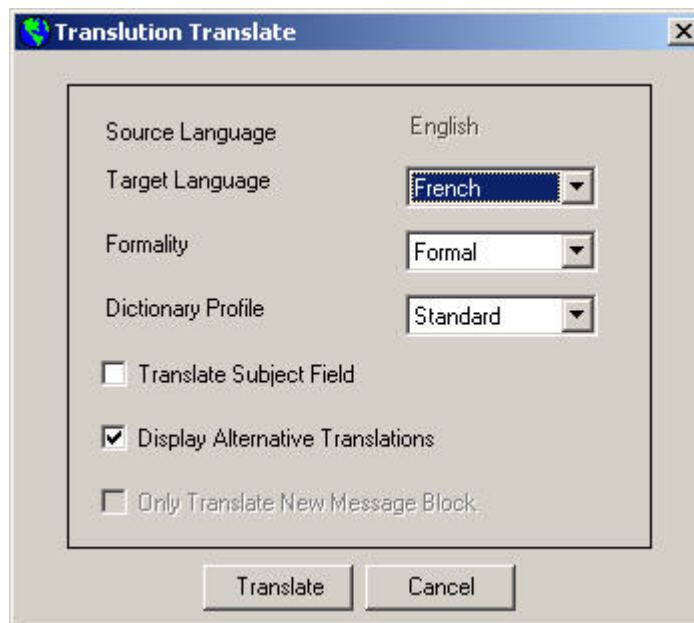 Translution Translate
Source Language English
Target Language French
Formality Formal
Dictionary Profile Standard
Translate Subject Field
Display Alternative Translations
Only Translate New Message Block
Translate Cancel